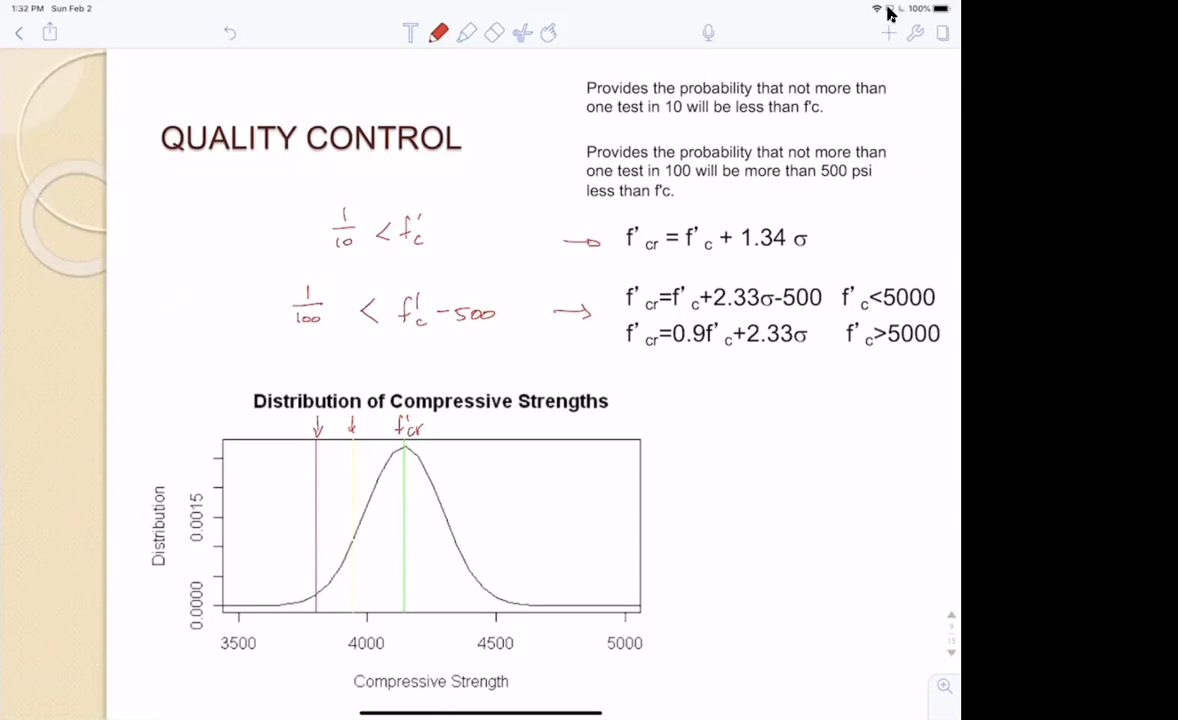 1:32 PM Sun Feb 2
100%
Provides the probability that not more than
one test in 10 will be less than f'c.
QUALITY CONTROL
Provides the probability that not more than
one test in 100 will be more than 500 psi
less than f'c.
1/10 < f'c
f' cr = f' c + 1.34 σ
1/100 < f'c - 500
f' cr=f' c+2.33σ-500 f' c<5000
f' cr=0.9f' c+2.33σ f' c>5000
Distribution of Compressive Strengths
f'cr
Distribution
0.0015
0.0000
3500 4000 4500 5000
Compressive Strength